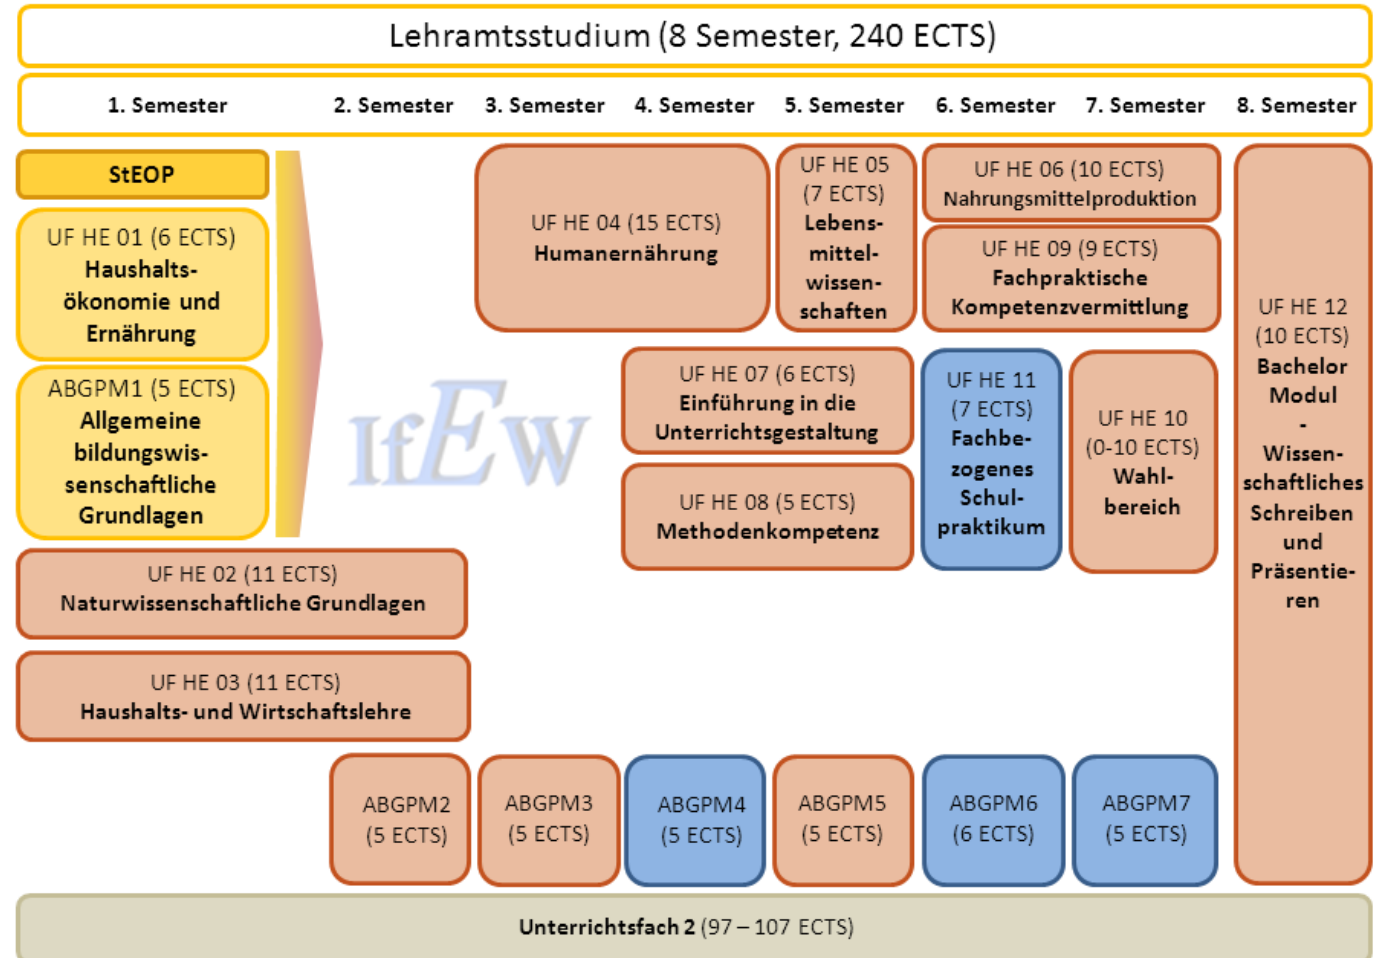 Lehramtsstudium (8 Semester, 240 ECTS)
1. Semester
2. Semester
3. Semester
4. Semester
5. Semester
6. Semester
7. Semester
8. Semester
StEOP
UF HE 01 (6 ECTS)
Haushalts-
ökonomie und
Ernährung
ABGPM1 (5 ECTS)
Allgemeine
bildungswis-
senschaftliche
Grundlagen
UF HE 02 (11 ECTS)
Naturwissenschaftliche Grundlagen
UF HE 03 (11 ECTS)
Haushalts- und Wirtschaftslehre
UF HE 04 (15 ECTS)
Humanernährung
UF HE 05
(7 ECTS)
Lebens-
mittel-
wissen-
schaften
UF HE 06 (10 ECTS)
Nahrungsmittelproduktion
UF HE 09 (9 ECTS)
Fachpraktische
Kompetenzvermittlung
IfEW
UF HE 07 (6 ECTS)
Einführung in die
Unterrichtsgestaltung
UF HE 08 (5 ECTS)
Methodenkompetenz
UF HE 11
(7 ECTS)
Fachbe-
zogenes
Schul-
praktikum
UF HE 10
(0-10 ECTS)
Wahl-
bereich
UF HE 12
(10 ECTS)
Bachelor
Modul
-
Wissen-
schaftliches
Schreiben
und
Präsentie-
ren
ABGPM2
(5 ECTS)
ABGPM3
(5 ECTS)
ABGPM4
(5 ECTS)
ABGPM5
(5 ECTS)
ABGPM6
(6 ECTS)
ABGPM7
(5 ECTS)
Unterrichtsfach 2 (97 – 107 ECTS)